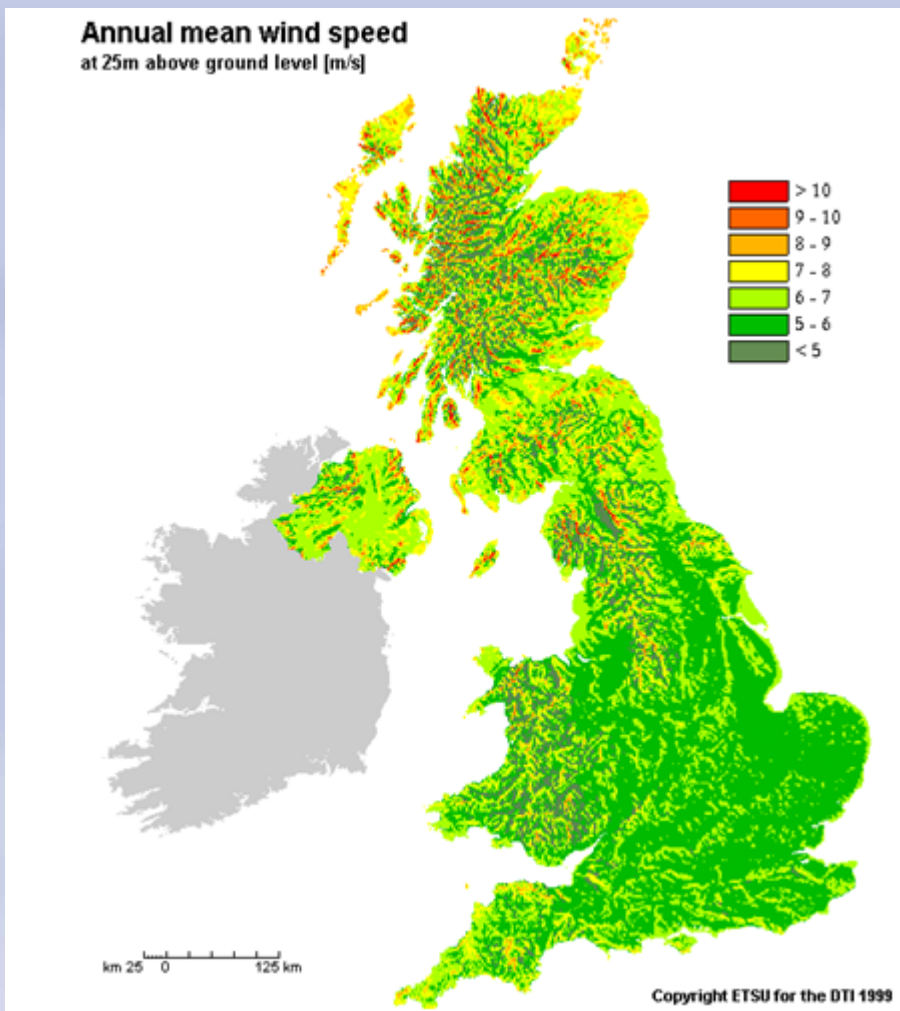 Annual mean wind speed
at 25m above ground level [m/s]
> 10
9 - 10
8 - 9
7 - 8
6 - 7
5 - 6
< 5
km 25 0 125 km
Copyright ETSU for the DTI 1999